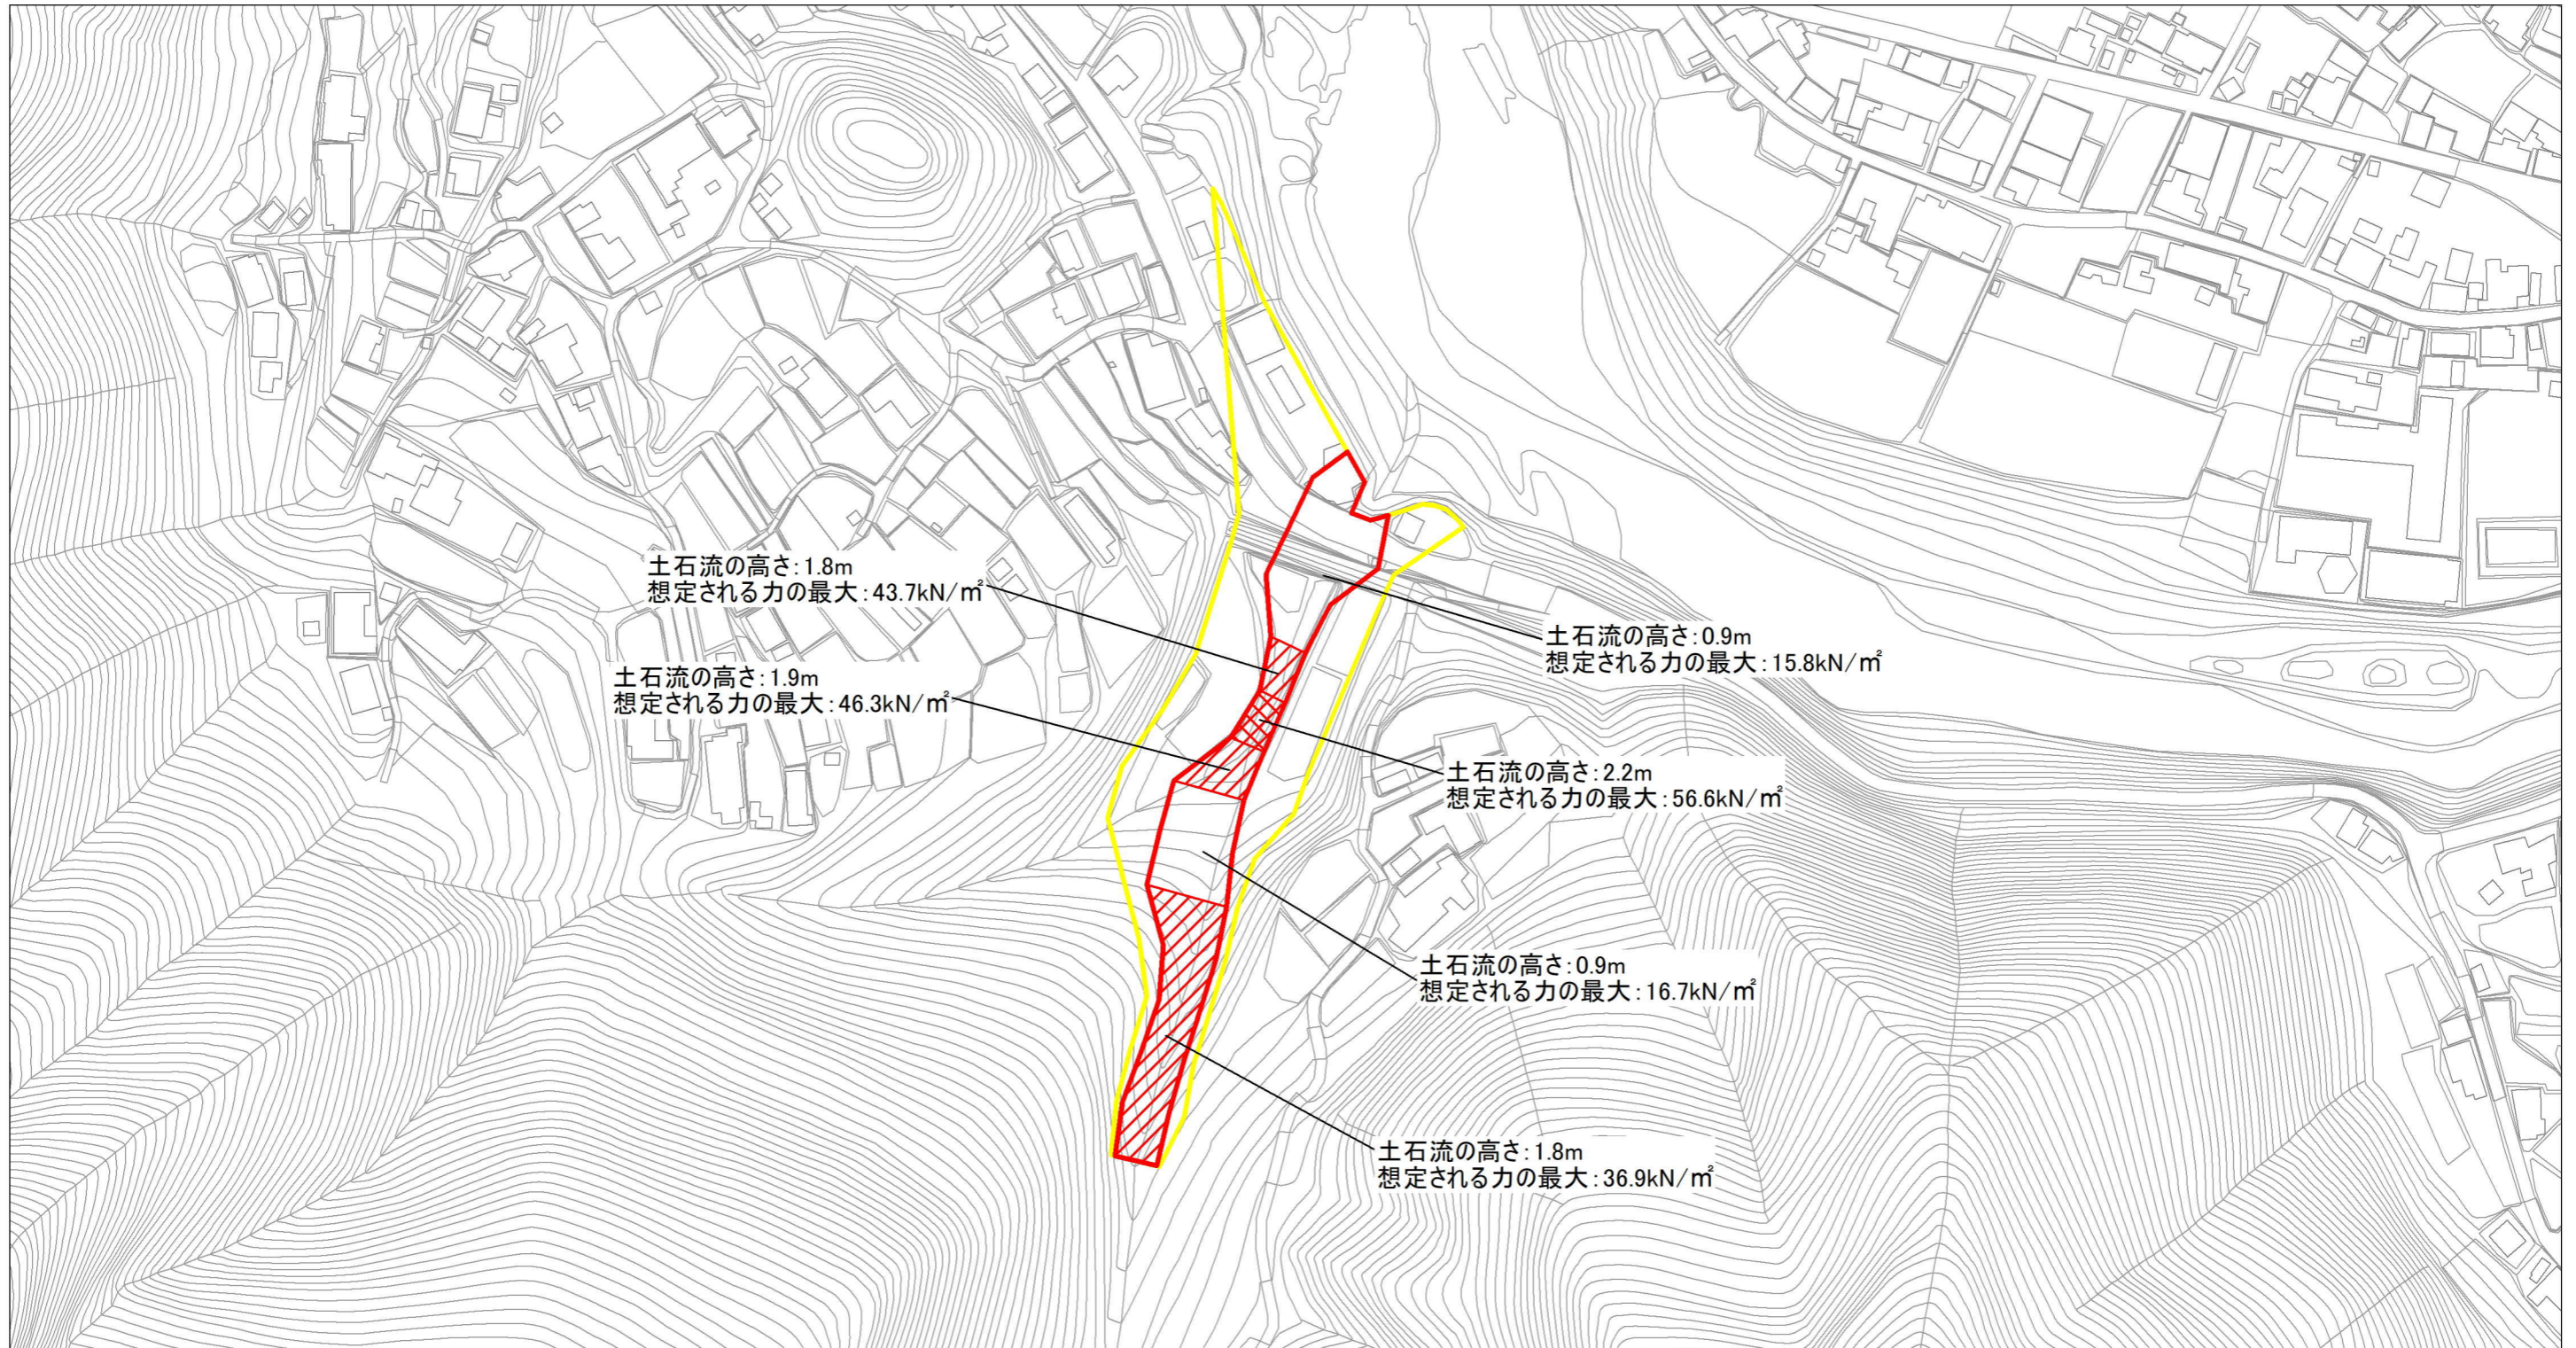 土石流の高さ:1.8m
想定される力の最大:43.7kN/㎡
土石流の高さ:0.9m
想定される力の最大:15.8kN/㎡
土石流の高さ:1.9m
想定される力の最大:46.3kN/㎡
土石流の高さ:2.2m
想定される力の最大:56.6kN/㎡
土石流の高さ:0.9m
想定される力の最大:16.7kN/㎡
土石流の高さ:1.8m
想定される力の最大:36.9kN/㎡